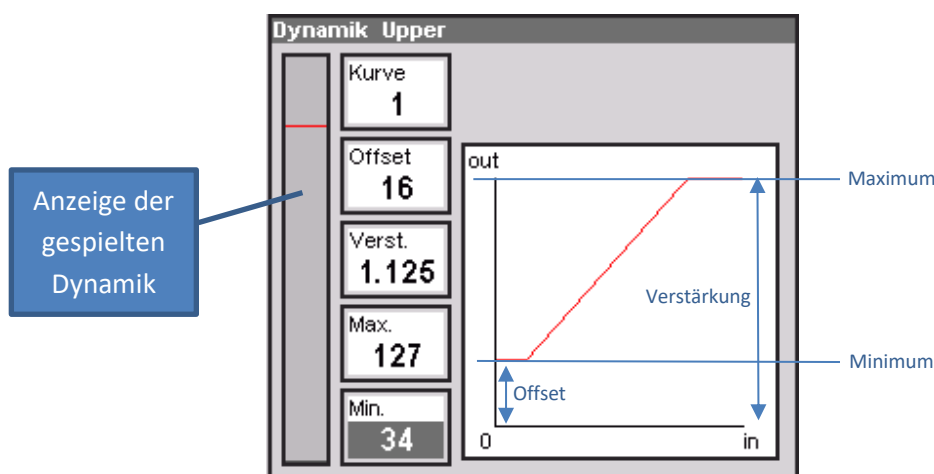 Dynamik Upper
Kurve
1
Offset
16
Verst.
1.125
Max.
127
Min.
34
Anzeige der
gespielten
Dynamik
out
Maximum
Verstärkung
Minimum
Offset
0
in